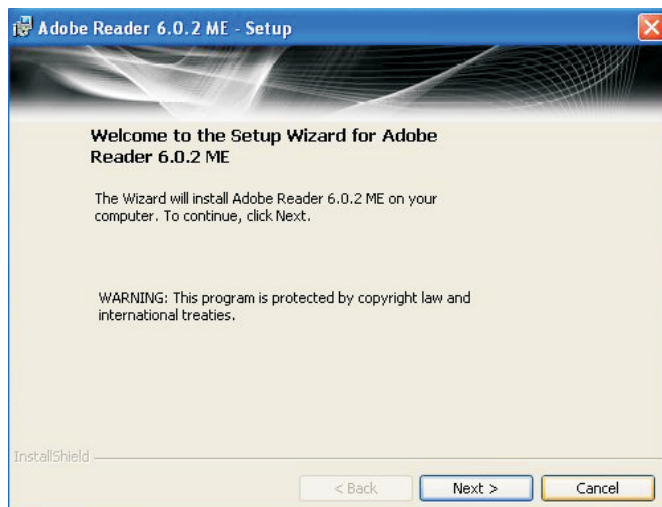 Adobe Reader 6.0.2 ME - Setup
Welcome to the Setup Wizard for Adobe
Reader 6.0.2 ME
The Wizard will install Adobe Reader 6.0.2 ME on your
computer. To continue, click Next.
WARNING: This program is protected by copyright law and
international treaties.
InstallShield
< Back Next > Cancel